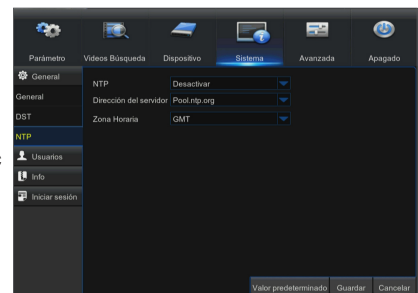 Parámetro Videos Búsqueda Dispositivo Sistema Avanzada Apagado
General
General
DST
NTP
Usuarios
Info
Iniciar sesión
NTP Desactivar
Dirección del servidor Pool.ntp.org
Zona Horaria GMT
Valor predeterminado Guardar Cancelar